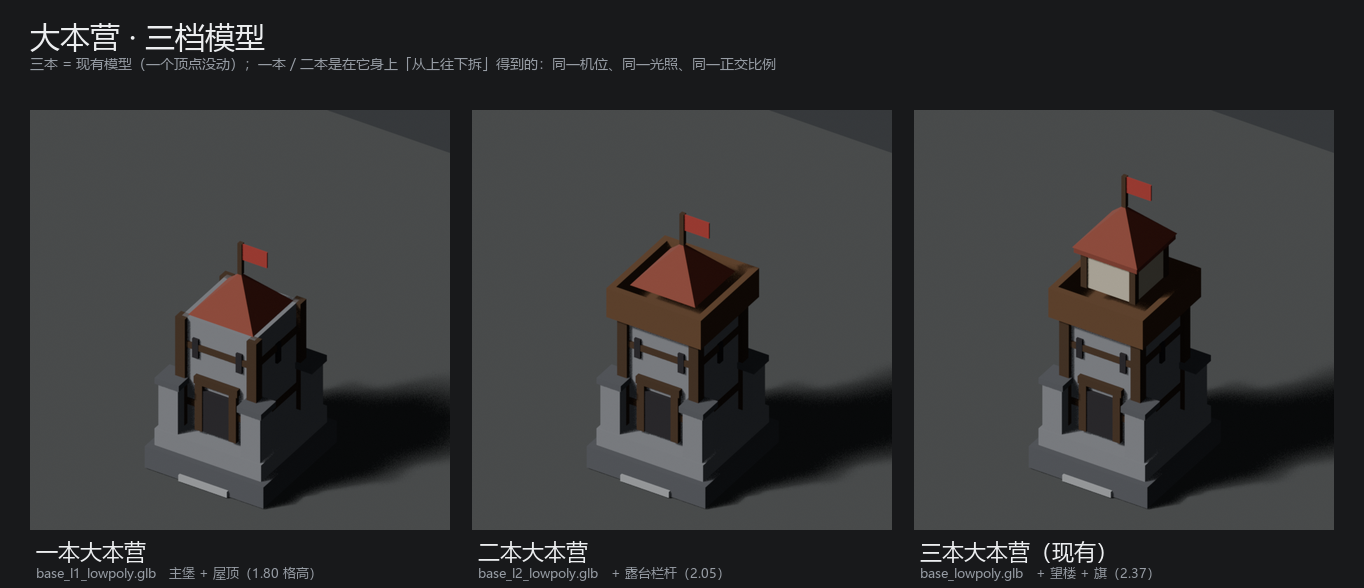 大本营 · 三档模型
三本 = 现有模型（一个顶点没动）；一本 / 二本是在它身上「从上往下拆」得到的：同一机位、同一光照、同一正交比例
一本大本营
base_l1_lowpoly.glb 主堡 + 屋顶（1.80 格高）
二本大本营
base_l2_lowpoly.glb + 露台栏杆（2.05）
三本大本营（现有）
base_lowpoly.glb + 望楼 + 旗（2.37）